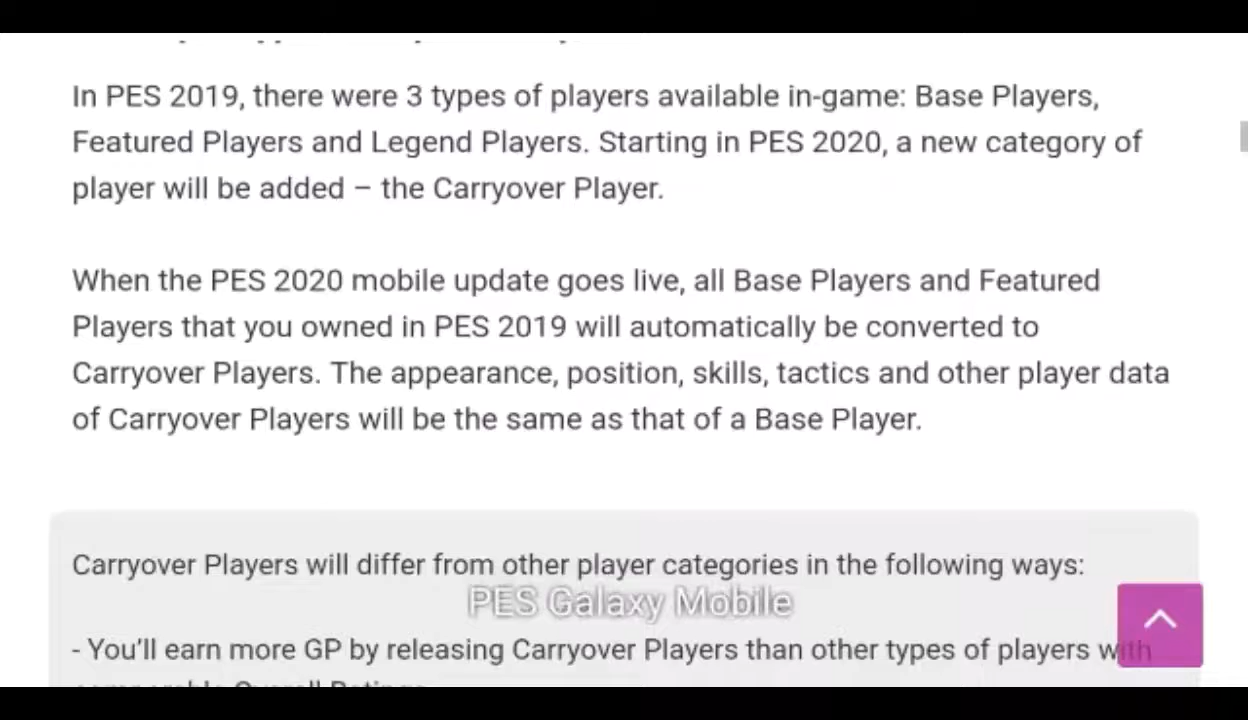 In PES 2019, there were 3 types of players available in-game: Base Players,
Featured Players and Legend Players. Starting in PES 2020, a new category of
player will be added – the Carryover Player.
When the PES 2020 mobile update goes live, all Base Players and Featured
Players that you owned in PES 2019 will automatically be converted to
Carryover Players. The appearance, position, skills, tactics and other player data
of Carryover Players will be the same as that of a Base Player.
Carryover Players will differ from other player categories in the following ways:
PES Galaxy Mobile
- You'll earn more GP by releasing Carryover Players than other types of players with